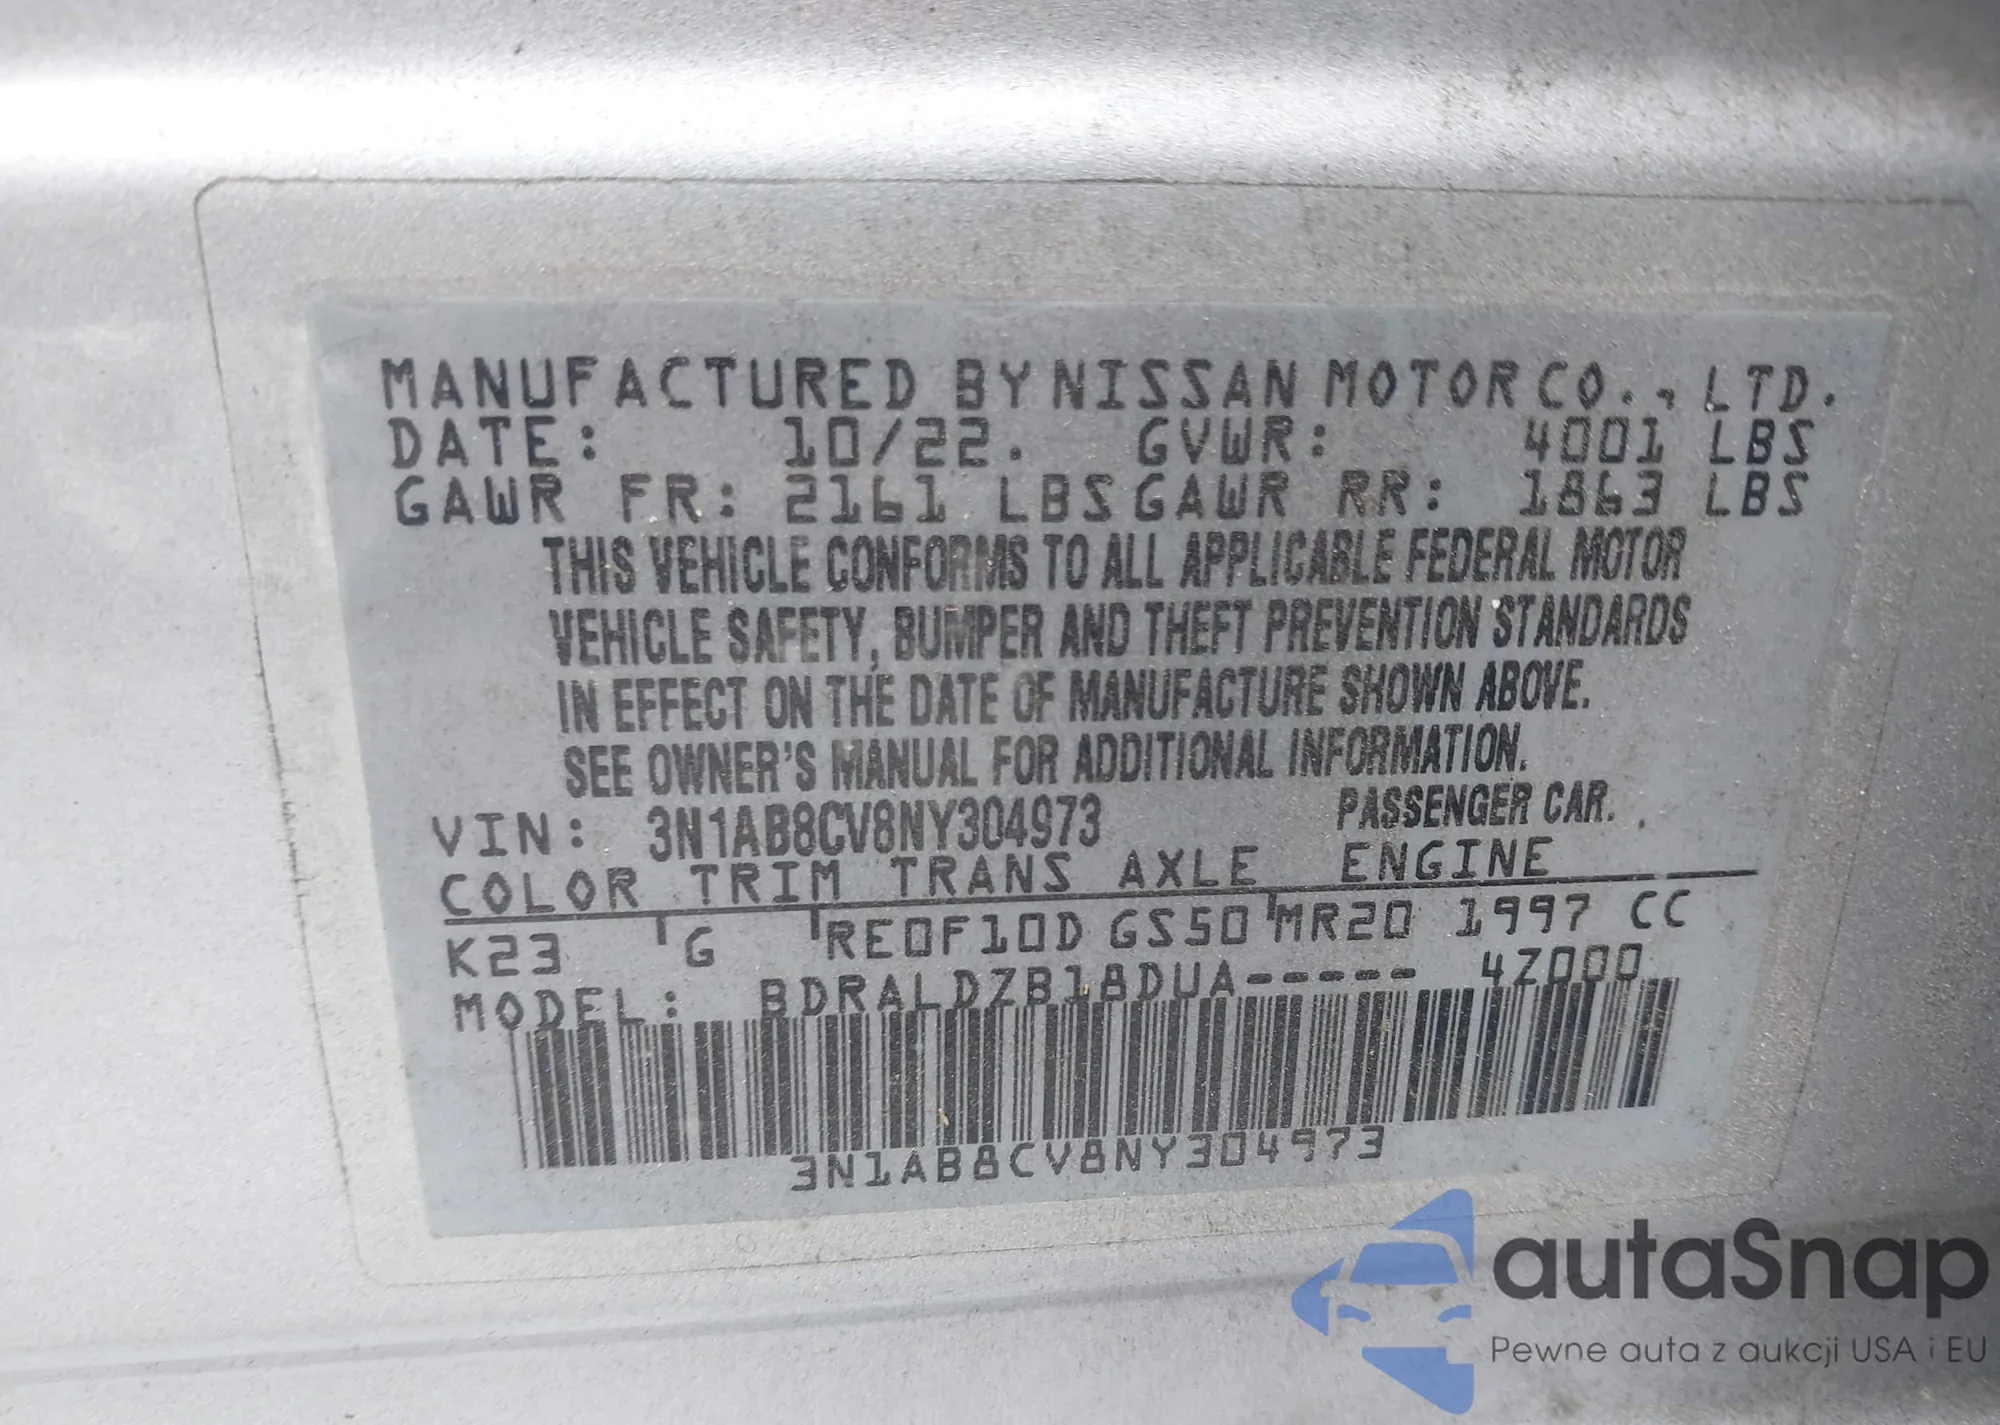 MANUFACTURED BY NISSAN MOTOR CO., LTD.
DATE: 10/22. GVWR: 4001 LBS
GAWR FR: 2161 LBS GAWR RR: 1863 LBS
THIS VEHICLE CONFORMS TO ALL APPLICABLE FEDERAL MOTOR
VEHICLE SAFETY, BUMPER AND THEFT PREVENTION STANDARDS
IN EFFECT ON THE DATE OF MANUFACTURE SHOWN ABOVE.
SEE OWNER'S MANUAL FOR ADDITIONAL INFORMATION.
VIN: 3N1AB8CV8NY304973 PASSENGER CAR.
COLOR TRIM TRANS AXLE ENGINE
K23 G RE0F10D GS50 MR20 1997 CC
MODEL: BDRALDZB18DUA----- 4Z000
3N1AB8CV8NY304973
autaSnap
Pewne auta z aukcji USA i EU